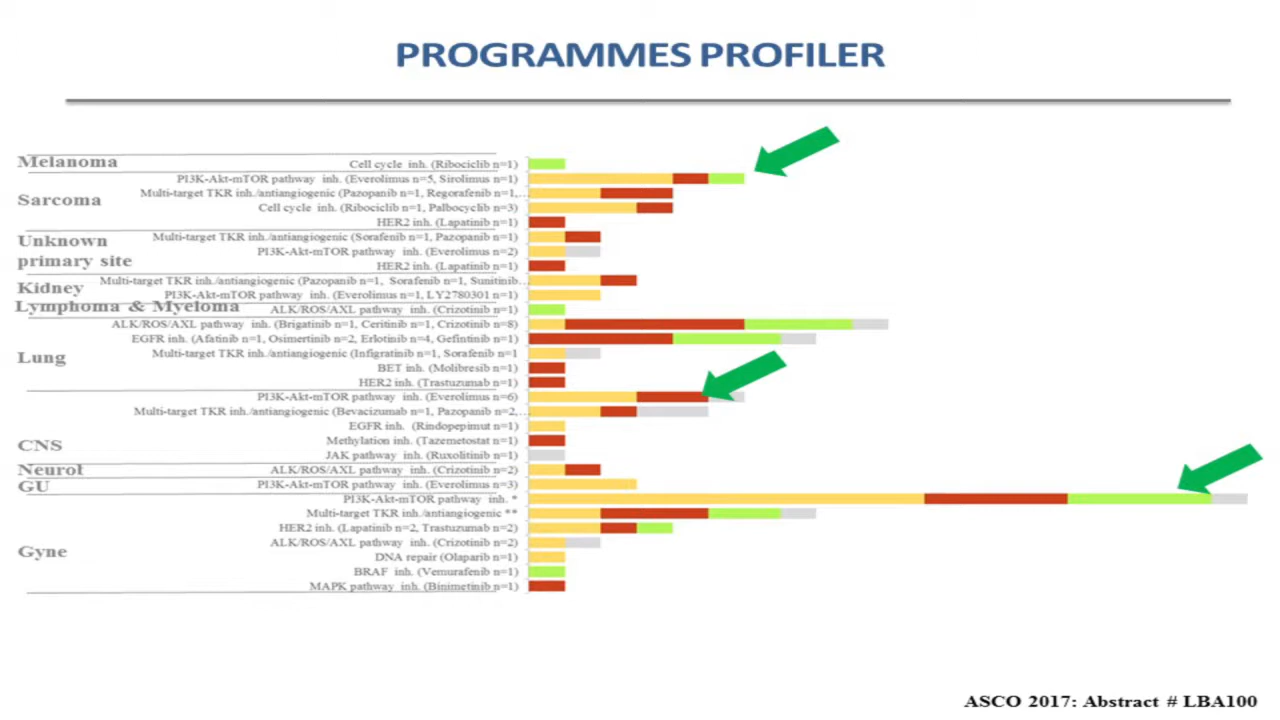 PROGRAMMES PROFILER
Melanoma
Cell cycle inh. (Ribociclib n=1)
PI3K-Akt-mTOR pathway inh. (Everolimus n=5, Sirolimus n=1)
Multi-target TKR inh./antiangiogenic (Pazopanib n=1, Regorafenib n=1,...
Sarcoma
Cell cycle inh. (Ribociclib n=1, Palbocyclib n=3)
HER2 inh. (Lapatinib n=1)
Unknown primary site
Multi-target TKR inh./antiangiogenic (Sorafenib n=1, Pazopanib n=1)
PI3K-Akt-mTOR pathway inh. (Everolimus n=2)
HER2 inh. (Lapatinib n=1)
Kidney
Multi-target TKR inh./antiangiogenic (Pazopanib n=1, Sorafenib n=1, Sunitinib...
PI3K-Akt-mTOR pathway inh. (Everolimus n=1, LY2780301 n=1)
Lymphoma & Myeloma
ALK/ROS/AXL pathway inh. (Crizotinib n=1)
ALK/ROS/AXL pathway inh. (Brigatinib n=1, Ceritinib n=1, Crizotinib n=8)
EGFR inh. (Afatinib n=1, Osimertinib n=2, Erlotinib n=4, Gefintinib n=1)
Lung
Multi-target TKR inh./antiangiogenic (Infigratinib n=1, Sorafenib n=1
BET inh. (Molibresib n=1)
HER2 inh. (Trastuzumab n=1)
PI3K-Akt-mTOR pathway inh. (Everolimus n=6)
Multi-target TKR inh./antiangiogenic (Bevacizumab n=1, Pazopanib n=2,...
EGFR inh. (Rindopepimut n=1)
CNS
Methylation inh. (Tazemetostat n=1)
JAK pathway inh. (Ruxolitinib n=1)
Neurol
ALK/ROS/AXL pathway inh. (Crizotinib n=2)
GU
PI3K-Akt-mTOR pathway inh. (Everolimus n=3)
PI3K-Akt-mTOR pathway inh. *
Multi-target TKR inh./antiangiogenic **
HER2 inh. (Lapatinib n=2, Trastuzumab n=2)
Gyne
ALK/ROS/AXL pathway inh. (Crizotinib n=2)
DNA repair (Olaparib n=1)
BRAF inh. (Vemurafenib n=1)
MAPK pathway inh. (Binimetinib n=1)
ASCO 2017: Abstract # LBA100